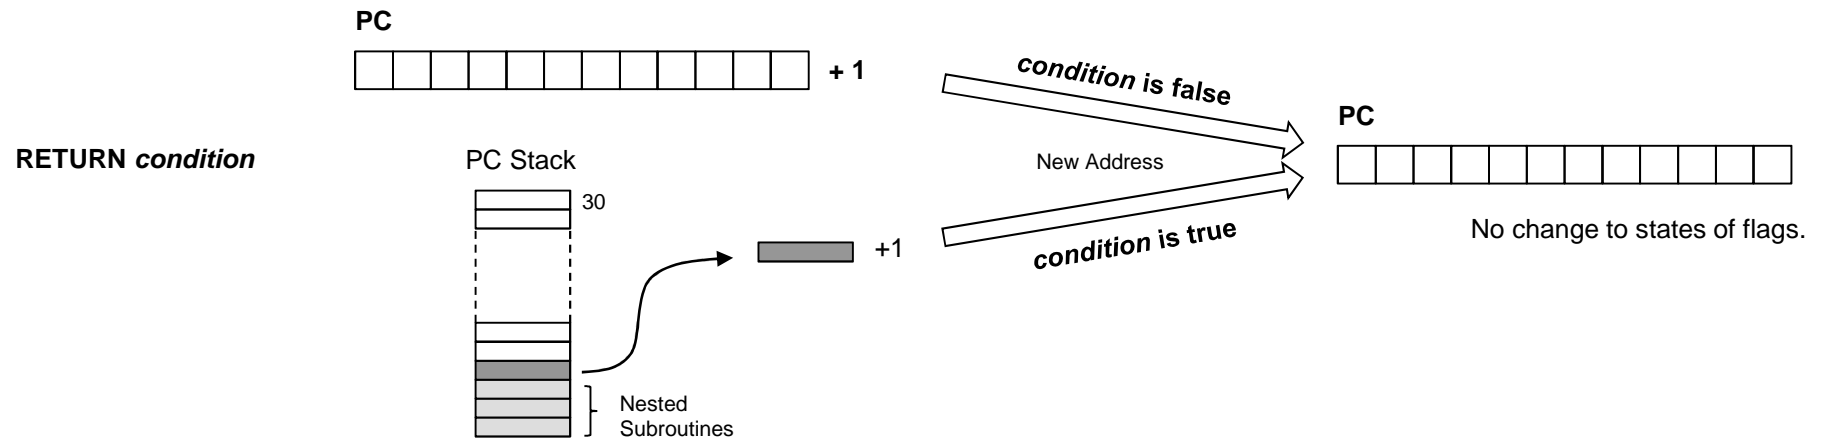 PC
+ 1
condition is false
PC
RETURN condition
PC Stack
New Address
30
No change to states of flags.
+1
condition is true
Nested
Subroutines